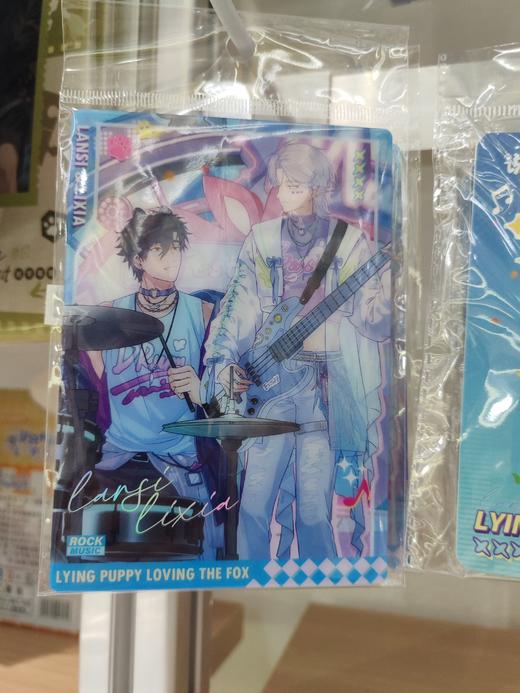 LANSI & LIXIA
lansi
lixia
ROCK
MUSIC
LYING PUPPY LOVING THE FOX
LYIN